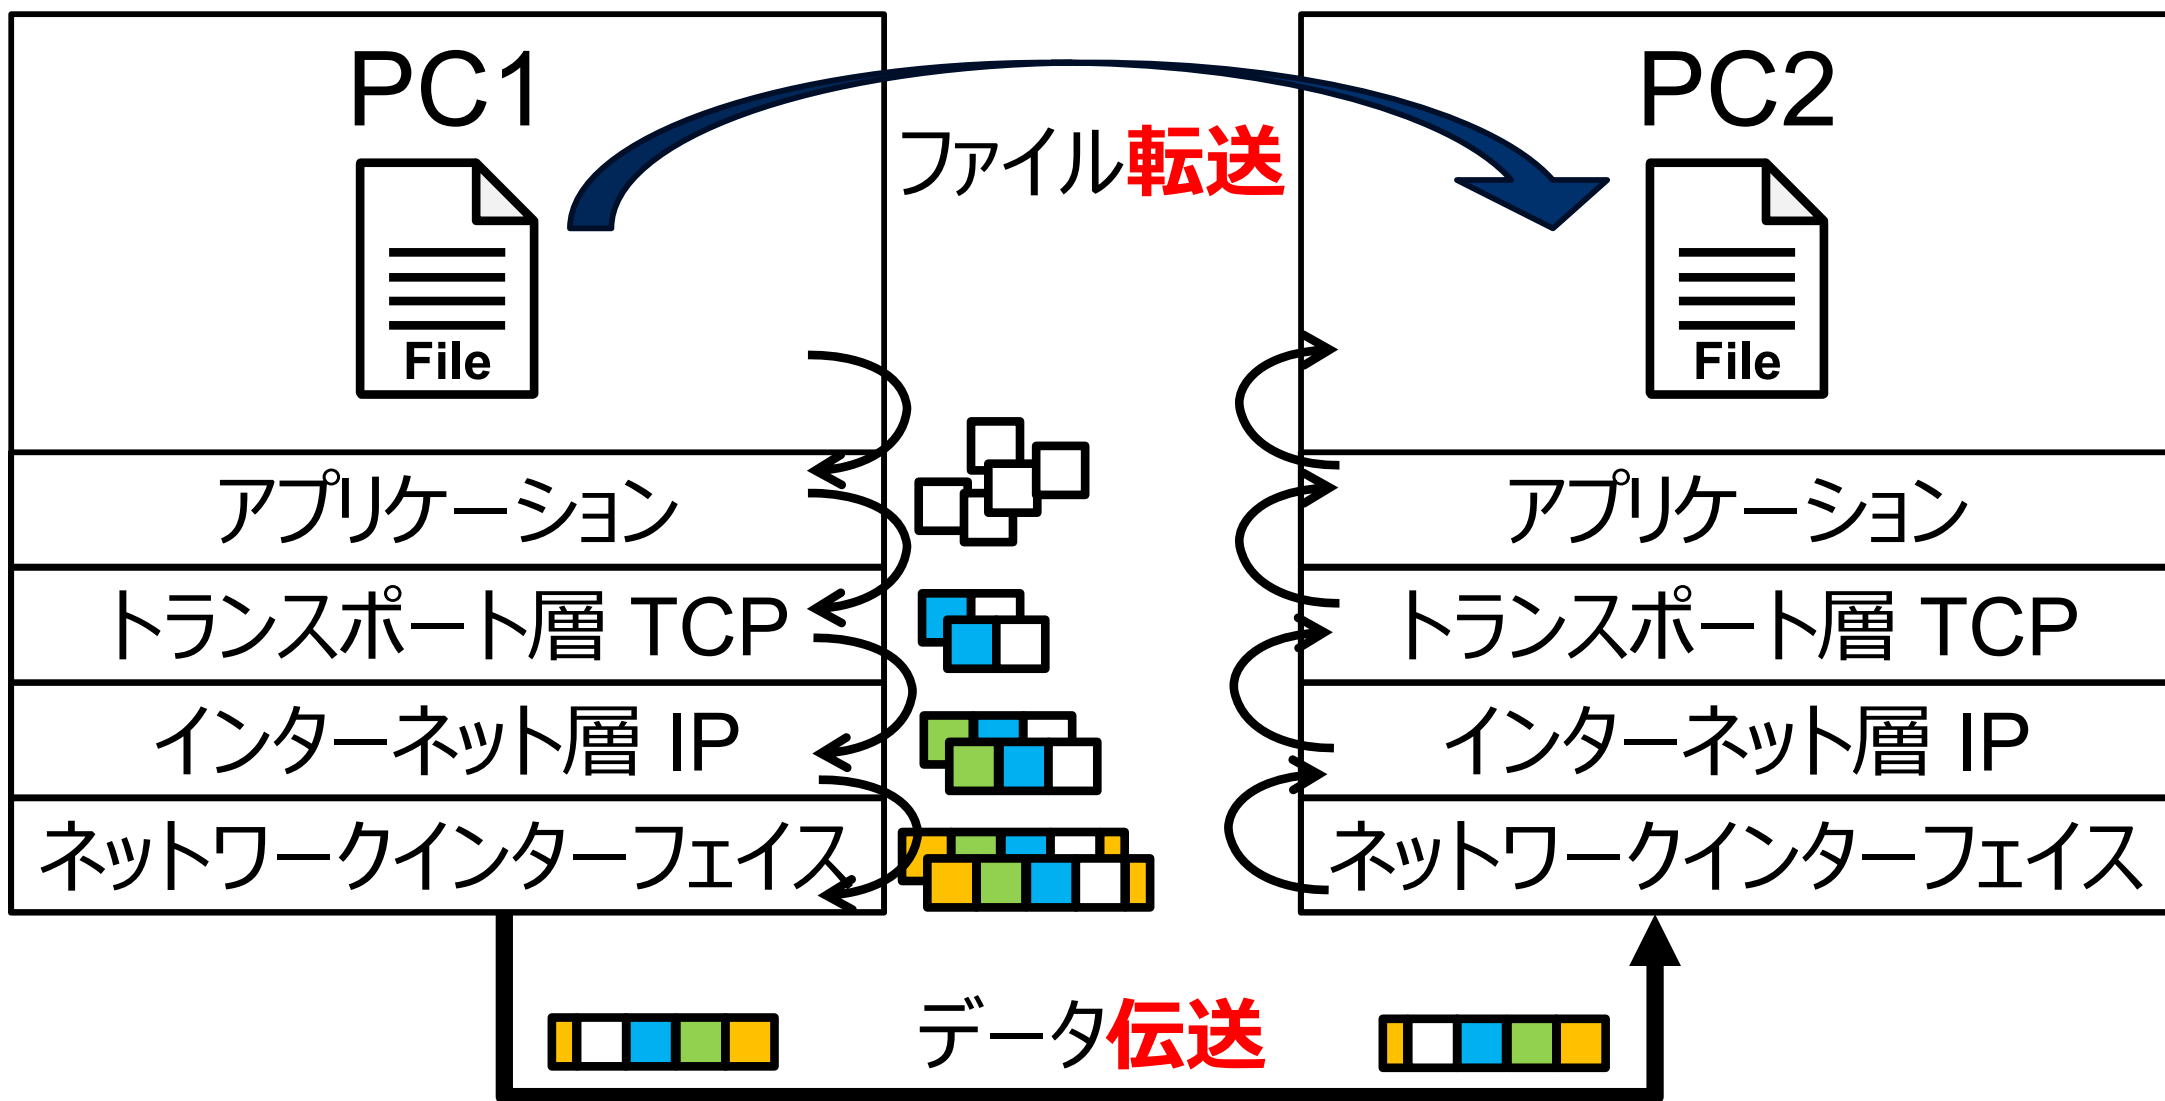 PC1
File
アプリケーション
トランスポート層 TCP
インターネット層 IP
ネットワークインターフェイス
ファイル転送
PC2
File
アプリケーション
トランスポート層 TCP
インターネット層 IP
ネットワークインターフェイス
データ伝送